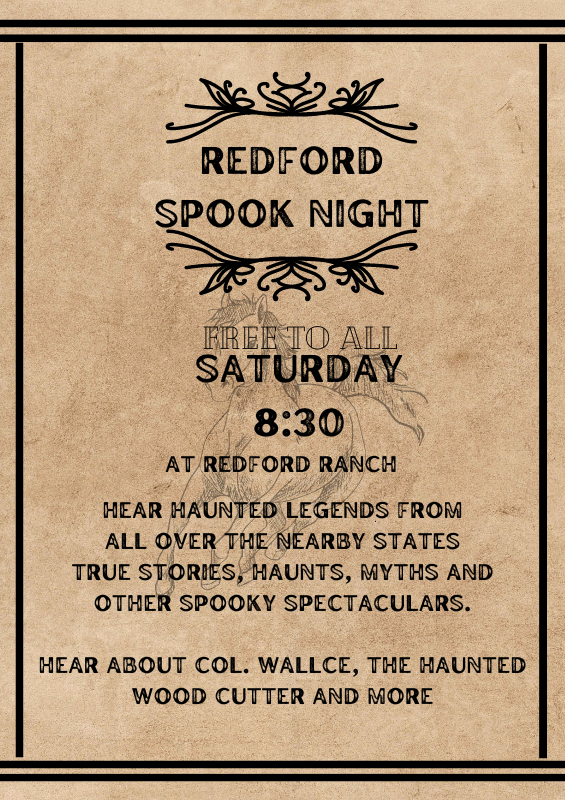 REDFORD
SPOOK NIGHT
FREE TO ALL
SATURDAY
8:30
AT REDFORD RANCH
HEAR HAUNTED LEGENDS FROM
ALL OVER THE NEARBY STATES
TRUE STORIES, HAUNTS, MYTHS AND
OTHER SPOOKY SPECTACULARS.
HEAR ABOUT COL. WALLCE, THE HAUNTED
WOOD CUTTER AND MORE